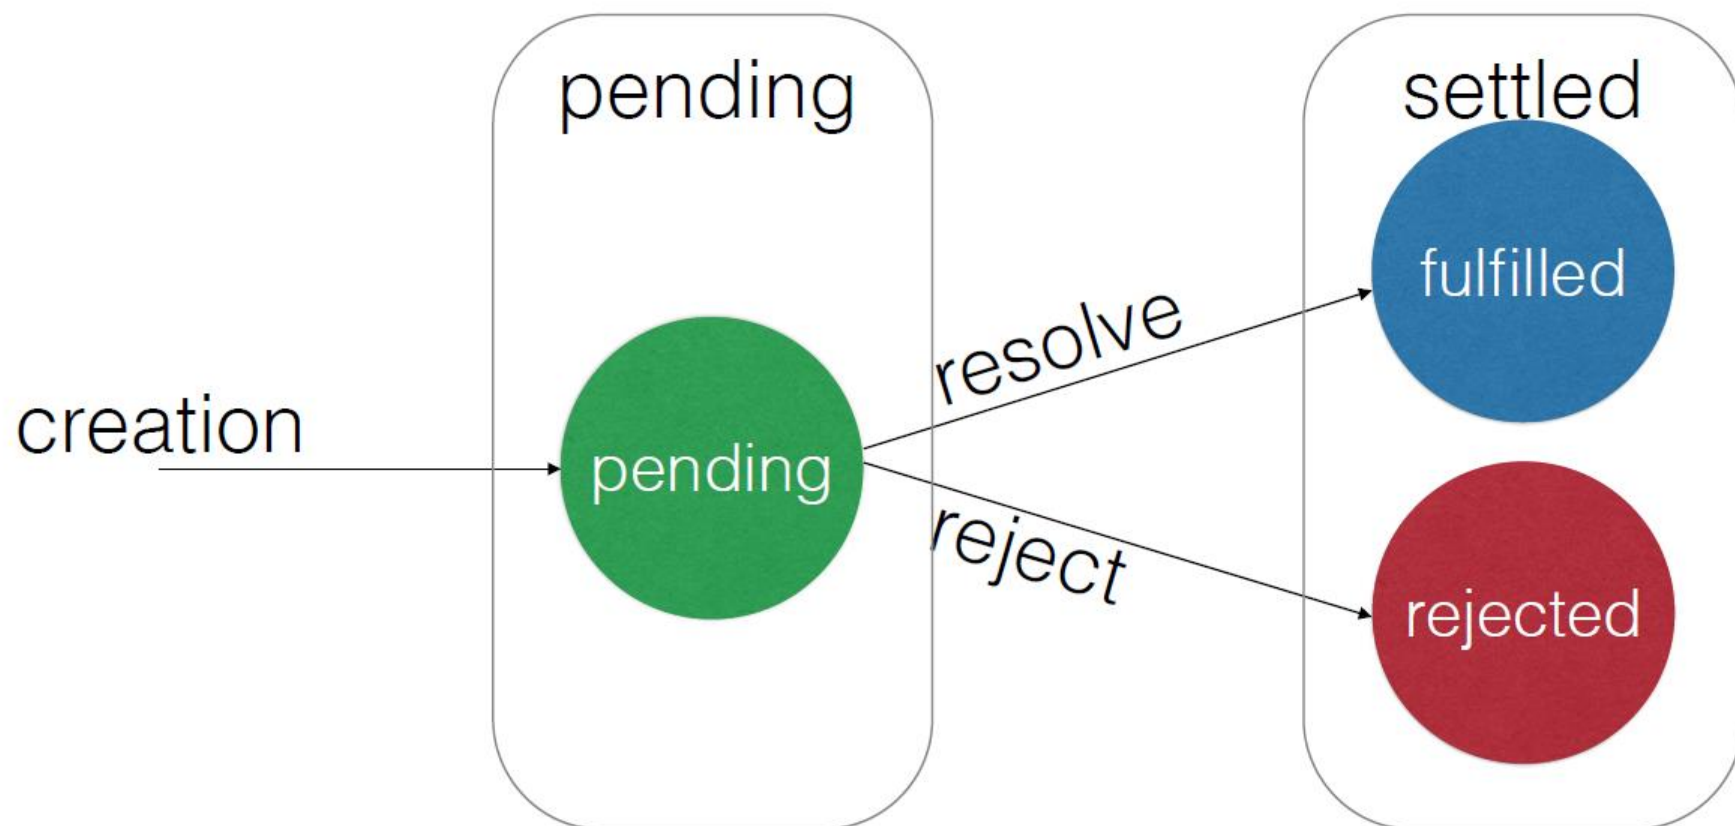 pending
settled
creation
pending
resolve
reject
fulfilled
rejected